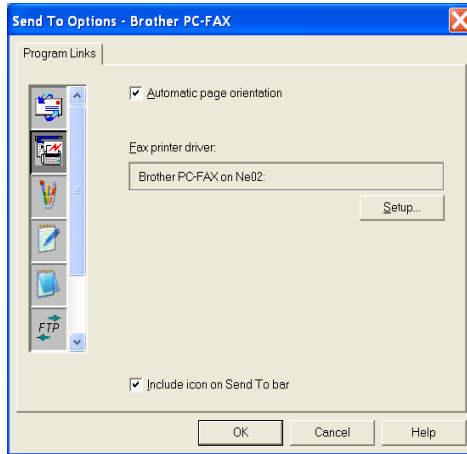 Send To Options - Brother PC-FAX
Program Links
Automatic page orientation
Fax printer driver:
Brother PC-FAX on Ne02:
Setup...
FTP
Include icon on Send To bar
OK Cancel Help